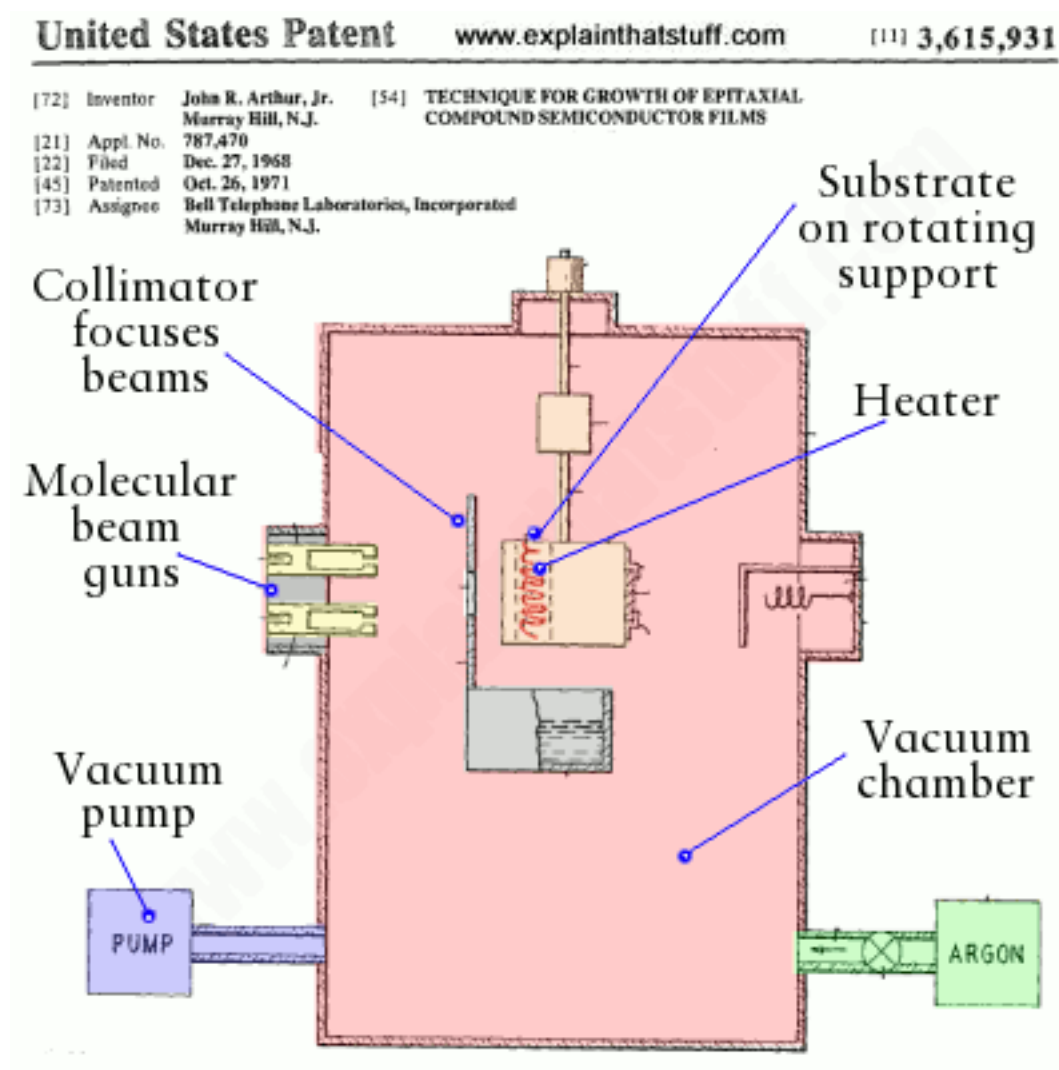 United States Patent www.explainthatstuff.com [11] 3,615,931
[72] Inventor John R. Arthur, Jr.
Murray Hill, N.J.
[21] Appl. No. 787,470
[22] Filed Dec. 27, 1968
[45] Patented Oct. 26, 1971
[73] Assignee Bell Telephone Laboratories, Incorporated
Murray Hill, N.J.
[54] TECHNIQUE FOR GROWTH OF EPITAXIAL
COMPOUND SEMICONDUCTOR FILMS
Substrate
on rotating
support
Collimator
focuses
beams
Heater
Molecular
beam
guns
Vacuum
chamber
Vacuum
pump
PUMP
ARGON
www.explainthatstuff.com